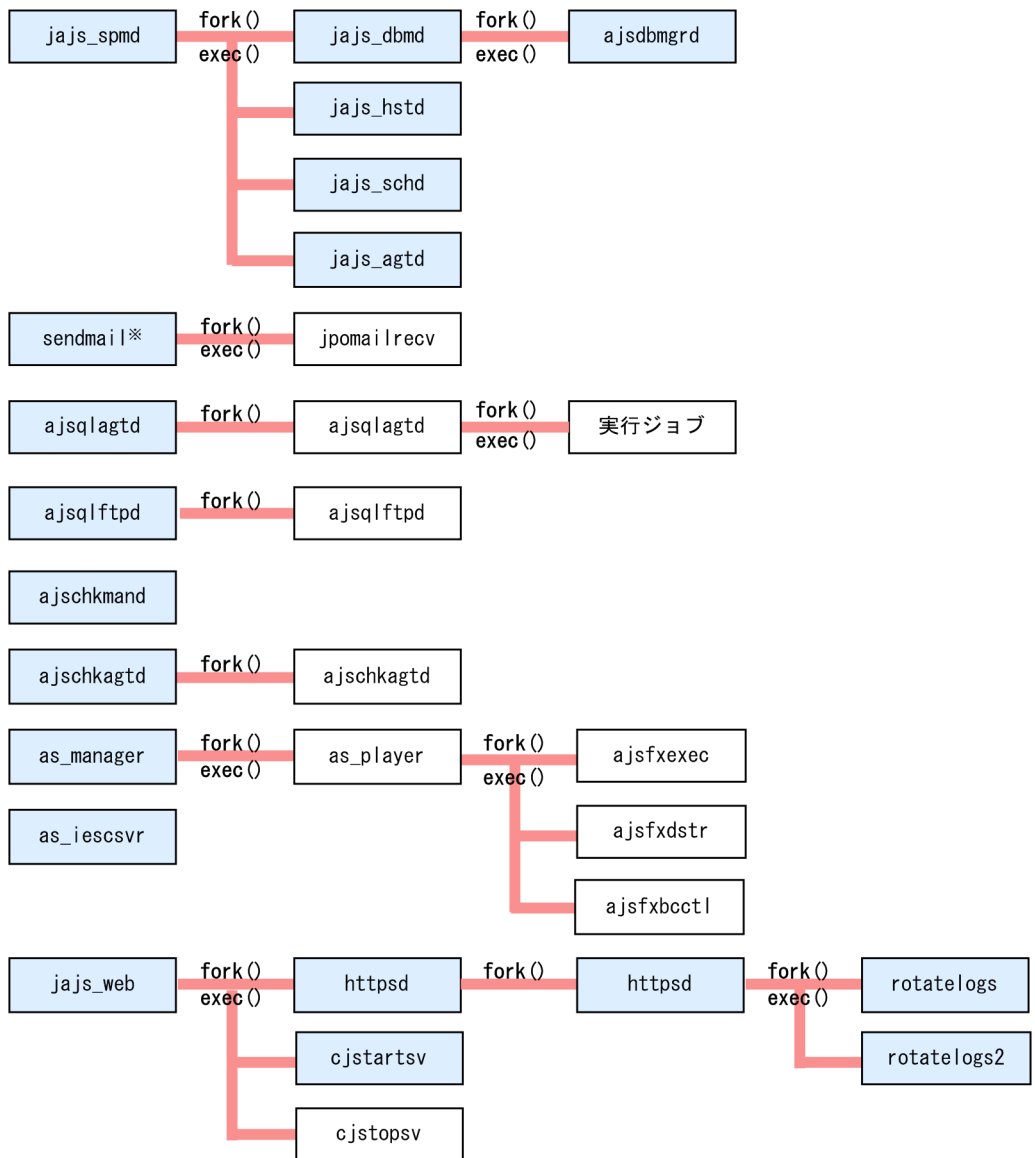 jajs_spmd
fork()
exec()
jajs_dbmd
fork()
exec()
ajsdbmgrd
jajs_hstd
jajs_schd
jajs_agtd
sendmail※
fork()
exec()
jpomailrecv
ajsqlagtd
fork()
ajsqlagtd
fork()
exec()
実行ジョブ
ajsqlftpd
fork()
ajsqlftpd
ajschkmand
ajschkagtd
fork()
ajschkagtd
as_manager
fork()
exec()
as_player
fork()
exec()
ajsfxexec
as_iescsvr
ajsfxdstr
ajsfxbcctl
jajs_web
fork()
exec()
httpsd
fork()
httpsd
fork()
exec()
rotatelogs
cjstartsv
rotatelogs2
cjstopsv